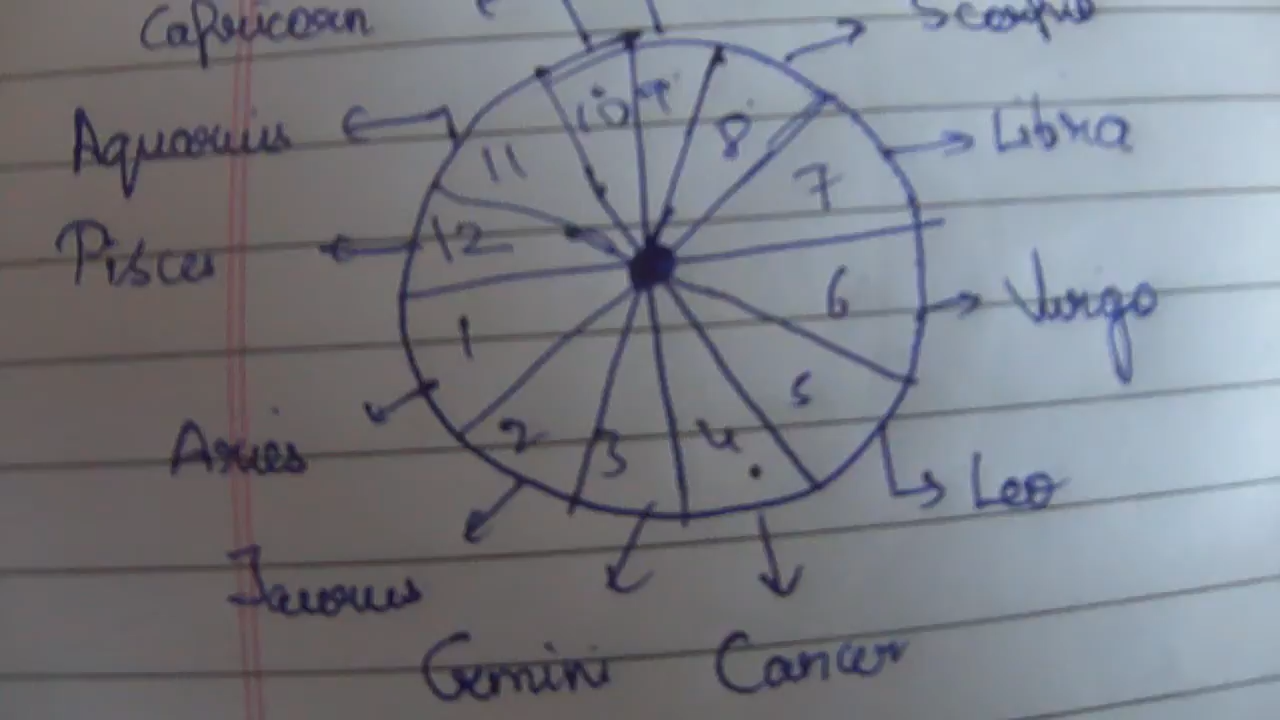 Capricorn
Scorpio
10 9
8
Aquarius
11
Libra
7
Pisces
12
6
Virgo
1
5
Aries
2
3
4
Leo
Taurus
Gemini
Cancer